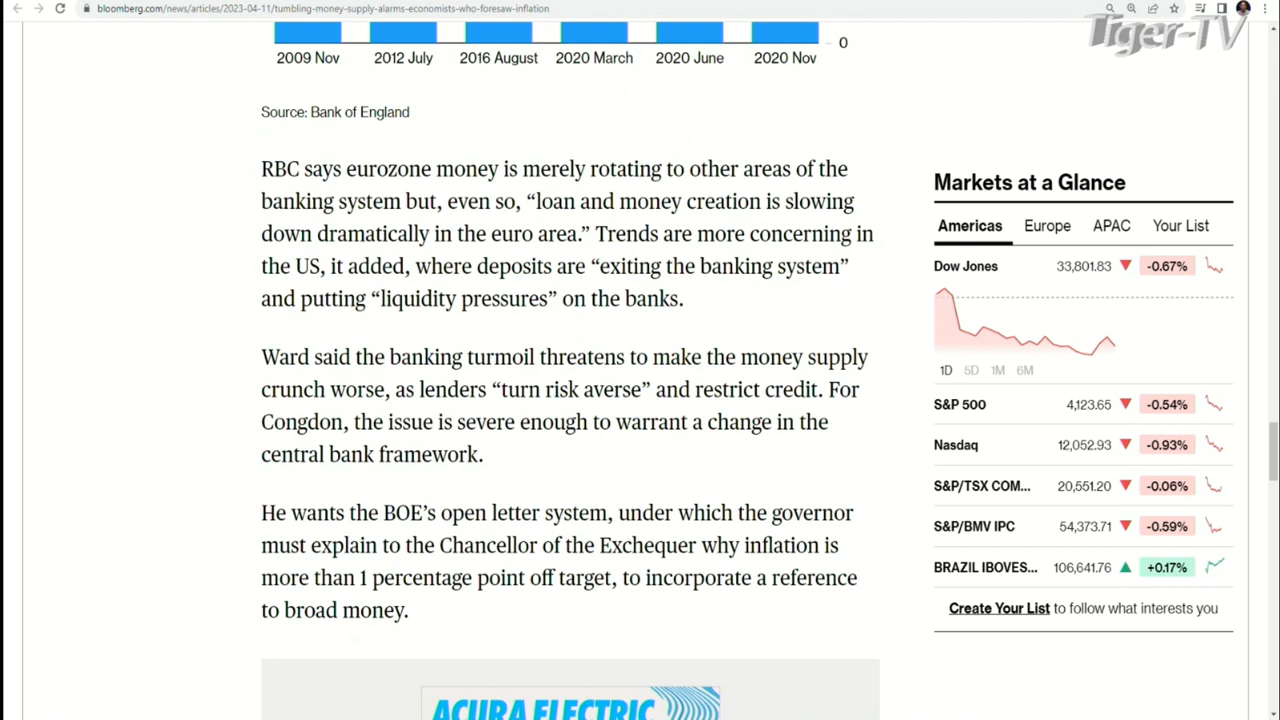 bloomberg.com/news/articles/2023-04-11/tumbling-money-supply-alarms-economists-who-foresaw-inflation
Tiger-TV
0
2009 Nov 2012 July 2016 August 2020 March 2020 June 2020 Nov
Source: Bank of England
RBC says eurozone money is merely rotating to other areas of the
banking system but, even so, “loan and money creation is slowing
down dramatically in the euro area.” Trends are more concerning in
the US, it added, where deposits are “exiting the banking system”
and putting “liquidity pressures” on the banks.
Ward said the banking turmoil threatens to make the money supply
crunch worse, as lenders “turn risk averse” and restrict credit. For
Congdon, the issue is severe enough to warrant a change in the
central bank framework.
He wants the BOE’s open letter system, under which the governor
must explain to the Chancellor of the Exchequer why inflation is
more than 1 percentage point off target, to incorporate a reference
to broad money.
ACURA ELECTRIC
Markets at a Glance
Americas Europe APAC Your List
Dow Jones 33,801.83 -0.67%
1D 5D 1M 6M
S&P 500 4,123.65 -0.54%
Nasdaq 12,052.93 -0.93%
S&P/TSX COM... 20,551.20 -0.06%
S&P/BMV IPC 54,373.71 -0.59%
BRAZIL IBOVES... 106,641.76 +0.17%
Create Your List to follow what interests you